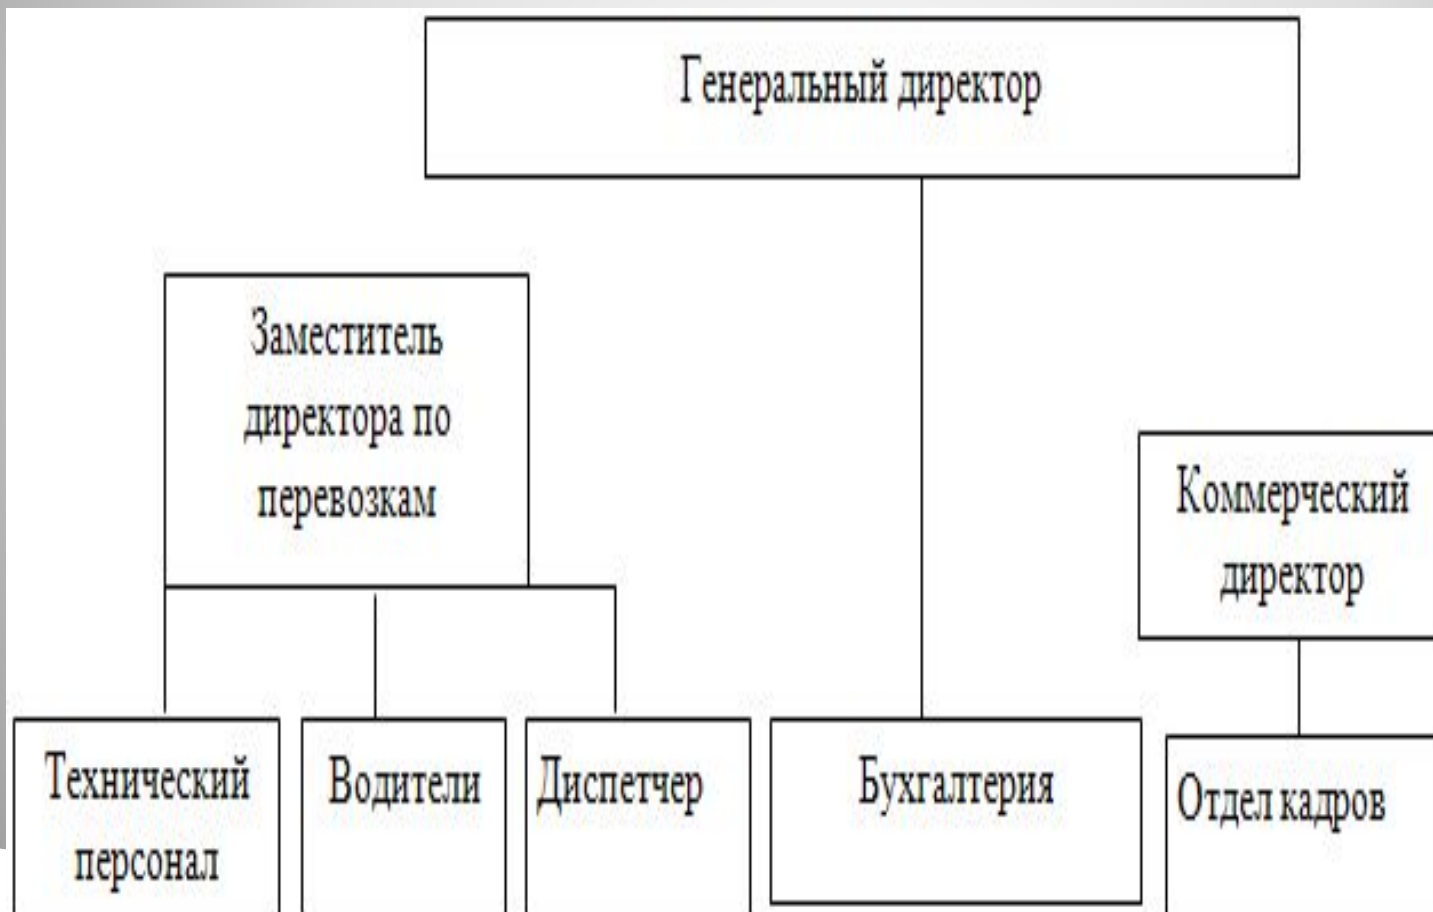 Генеральный директор
Заместитель
директора по
перевозкам
Коммерческий
директор
Технический
персонал
Водители
Диспетчер
Бухгалтерия
Отдел кадров